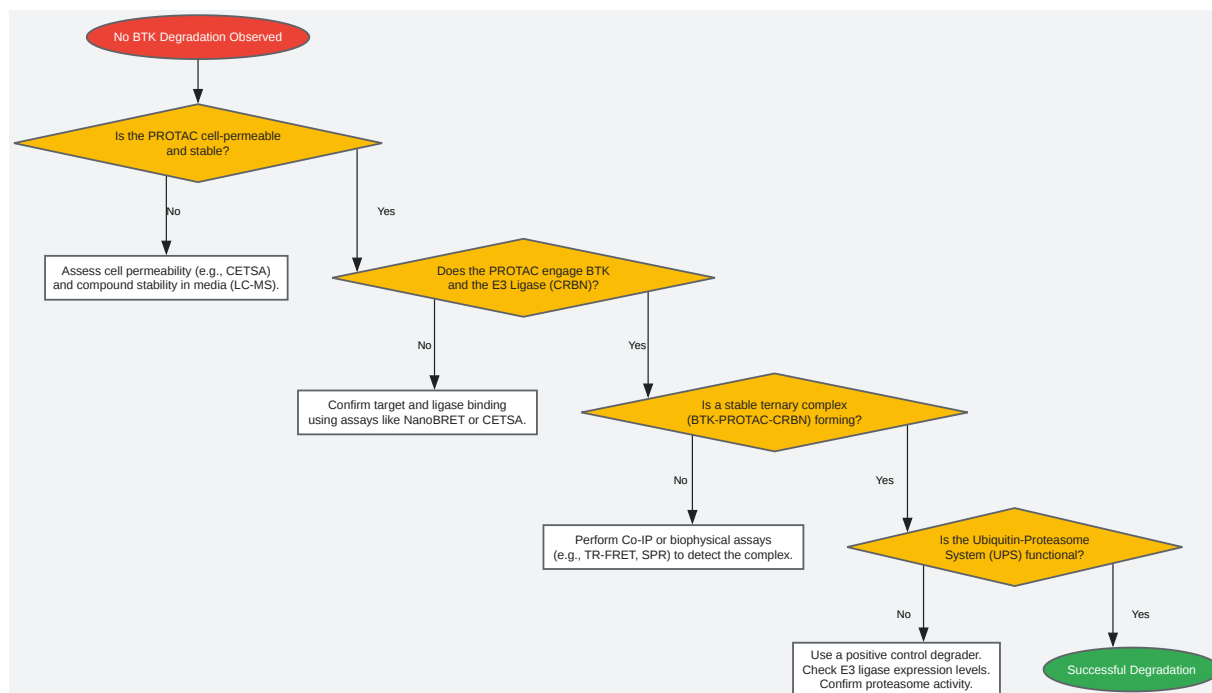 No BTK Degradation Observed
Is the PROTAC cell-permeable
and stable?
No
Yes
Assess cell permeability (e.g., CETSA)
and compound stability in media (LC-MS).
Does the PROTAC engage BTK
and the E3 Ligase (CRBN)?
No
Yes
Confirm target and ligase binding
using assays like NanoBRET or CETSA.
Is a stable ternary complex
(BTK-PROTAC-CRBN) forming?
No
Yes
Perform Co-IP or biophysical assays
(e.g., TR-FRET, SPR) to detect the complex.
Is the Ubiquitin-Proteasome
System (UPS) functional?
No
Yes
Use a positive control degrader.
Check E3 ligase expression levels.
Confirm proteasome activity.
Successful Degradation